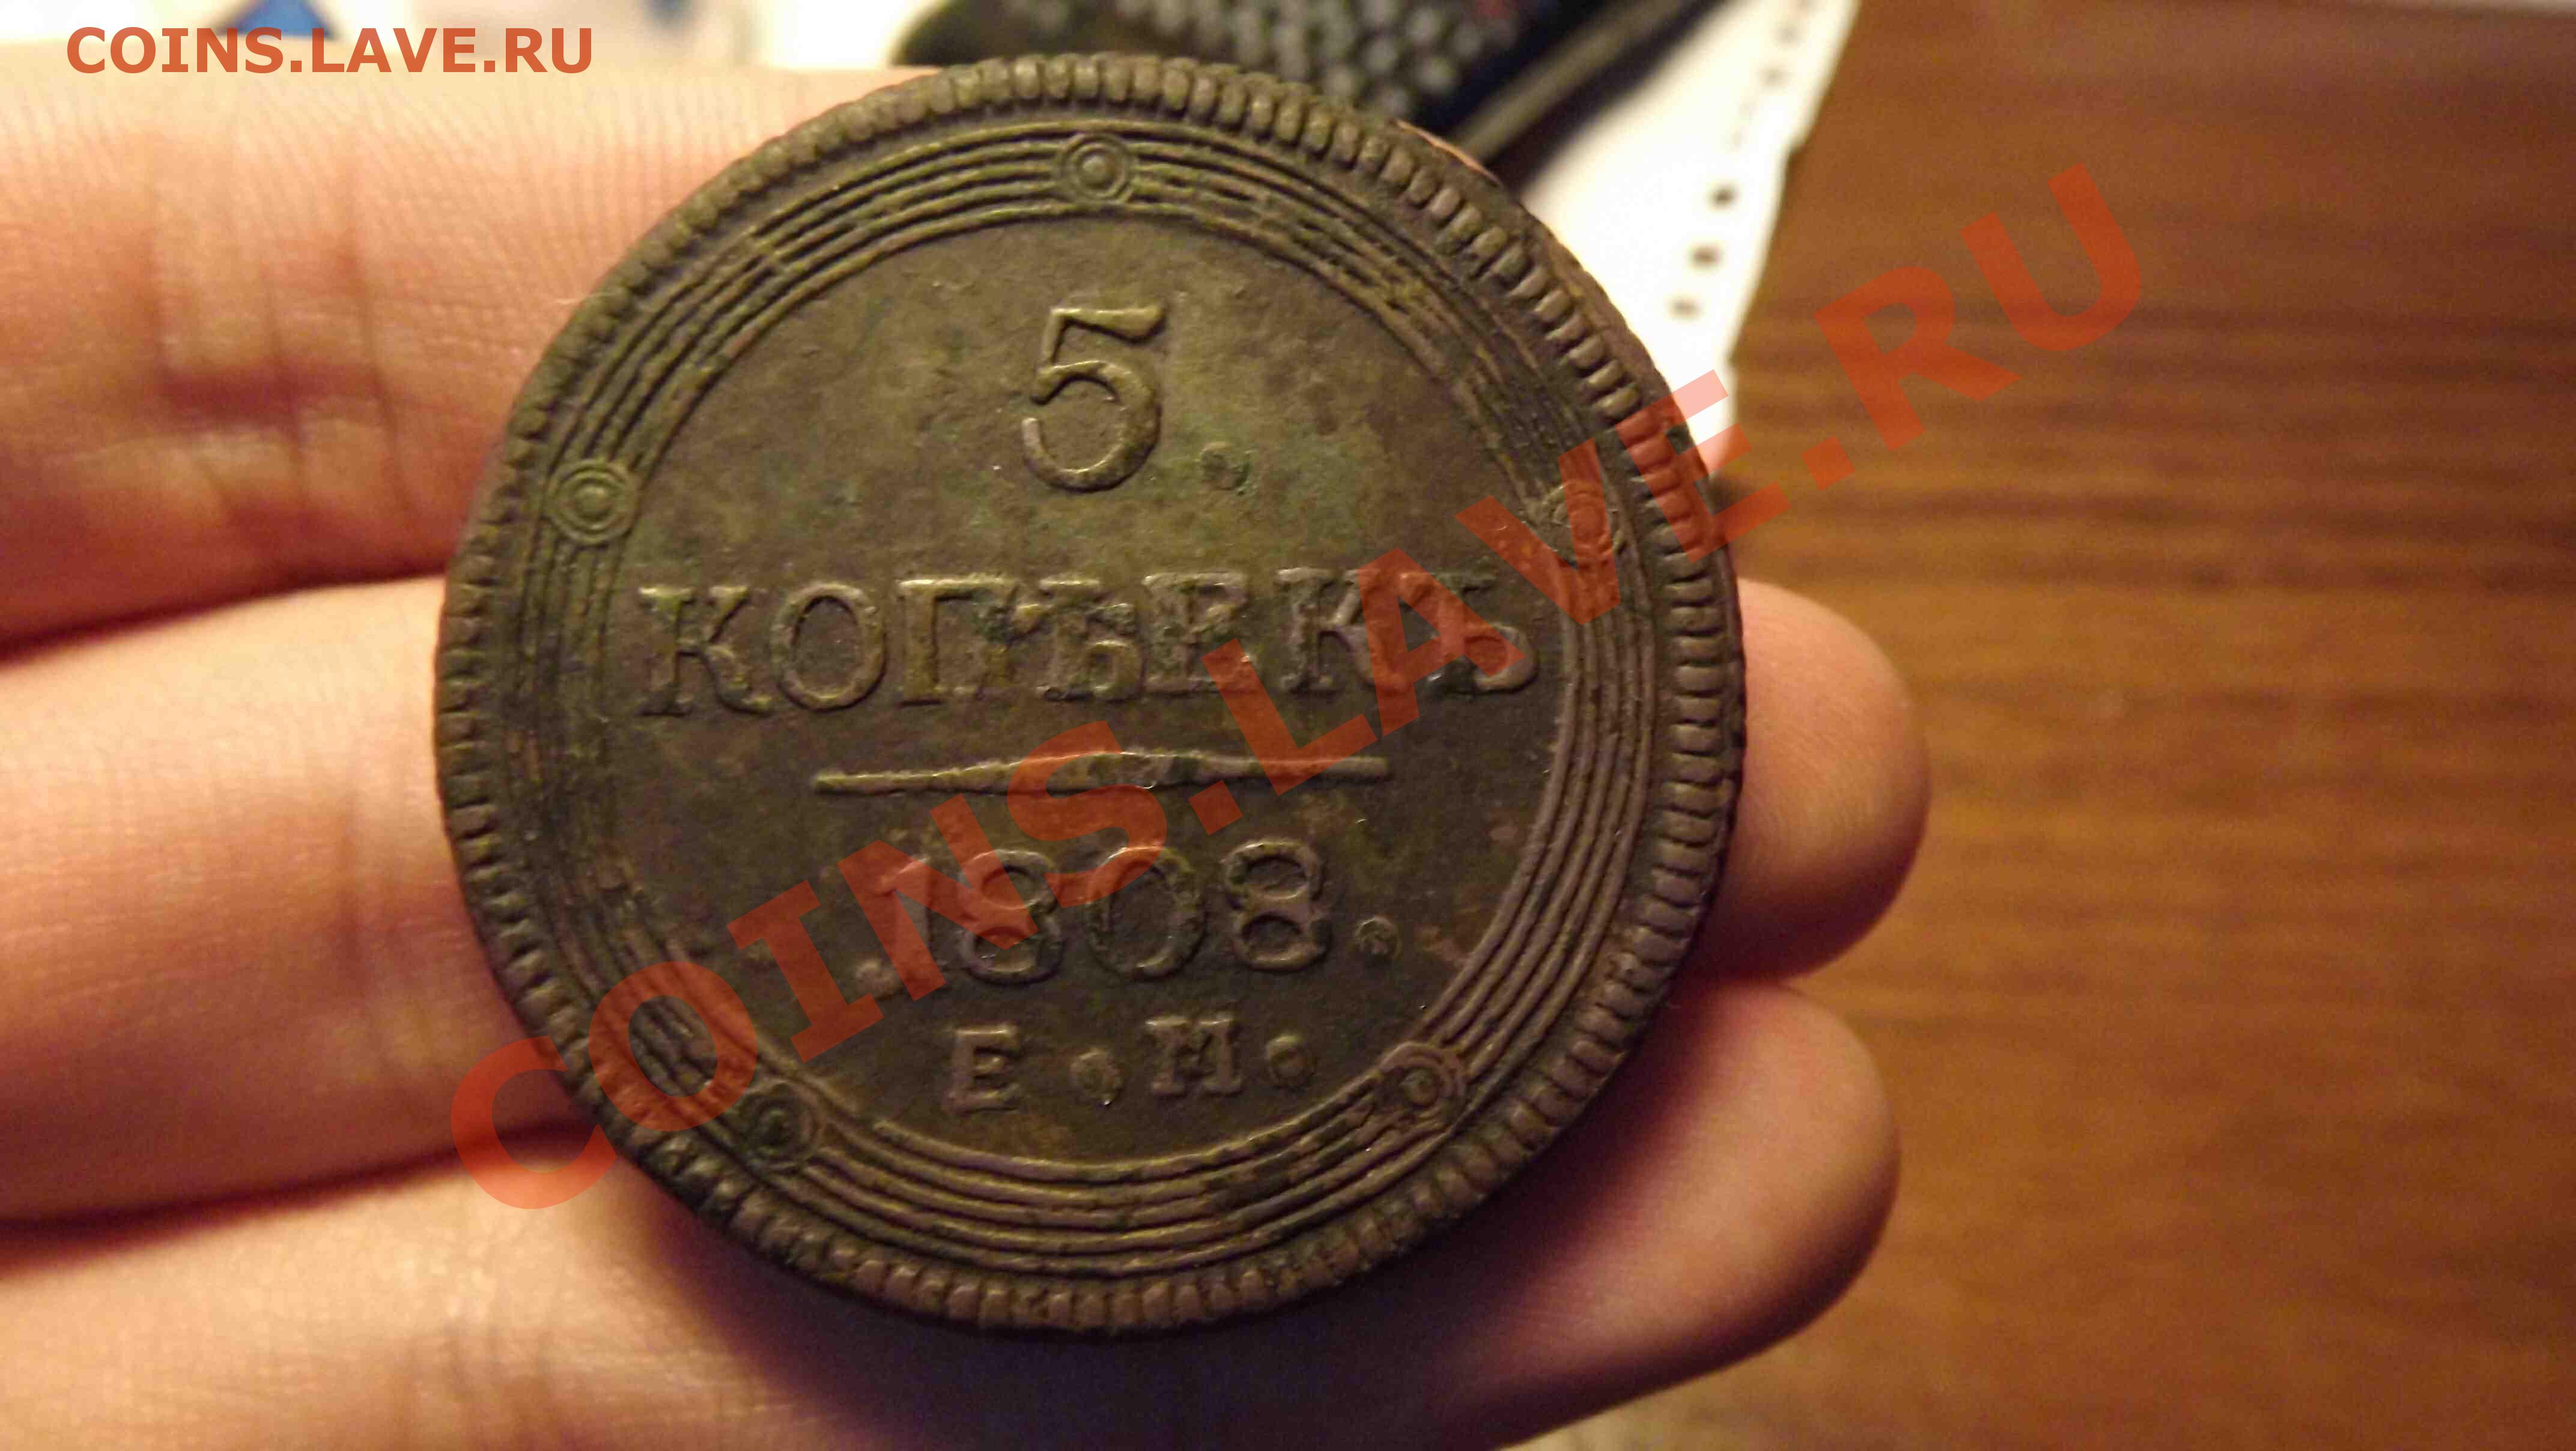 COINS.LAVE.RU
5.
КОПѢЕКЪ
.1808.
Е • М •
COINS.LAVE.RU